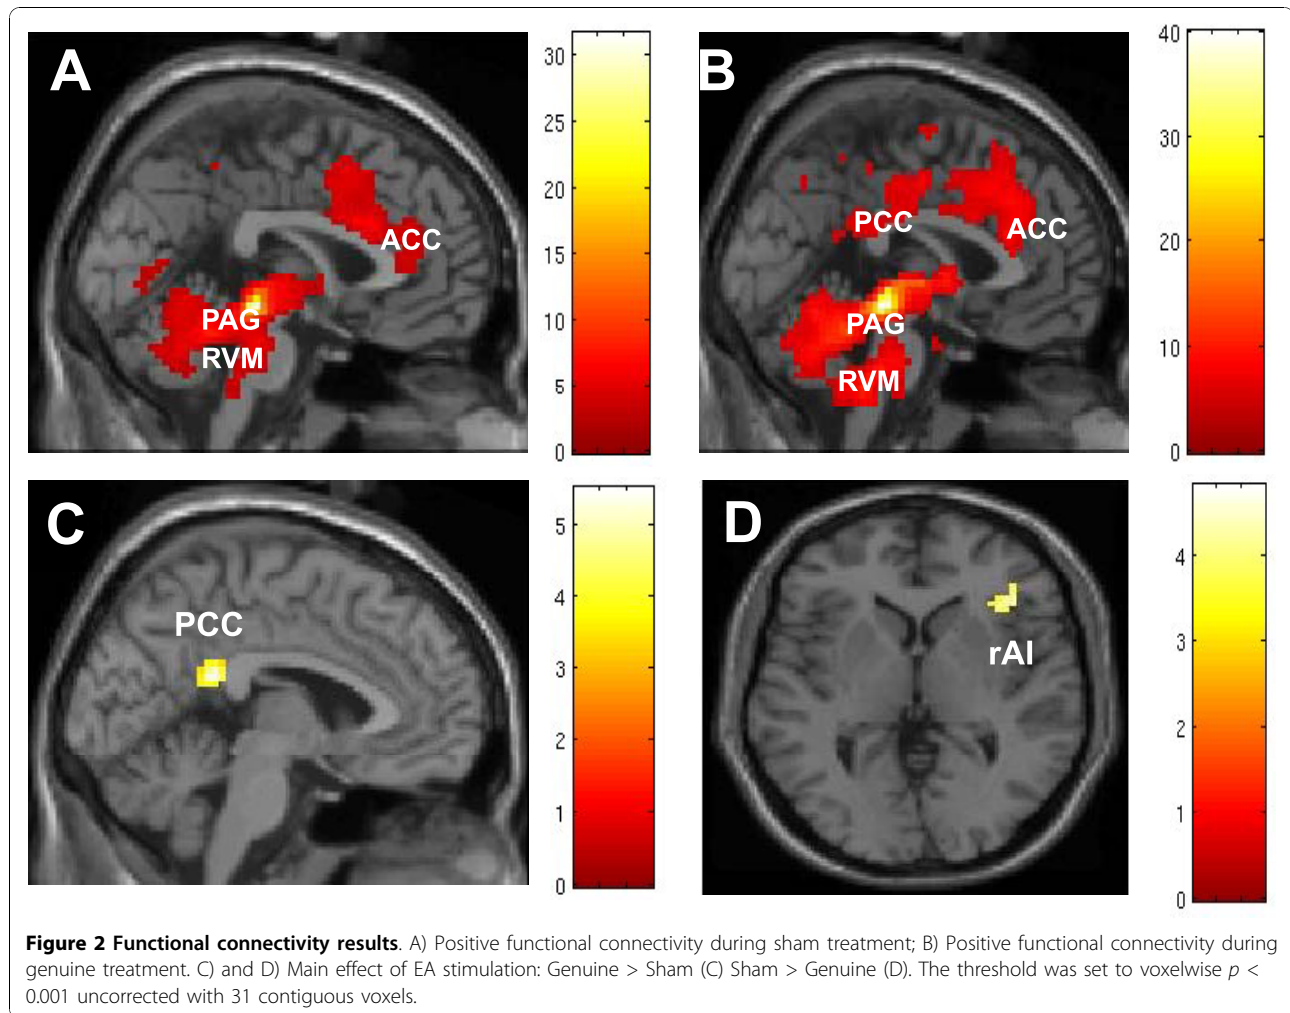 A
30
25
20
15
10
5
0
ACC
PAG
RVM
B
40
30
20
10
0
PCC
ACC
PAG
RVM
C
PCC
5
4
3
2
1
0
D
rAI
4
3
2
1
0
Figure 2 Functional connectivity results. A) Positive functional connectivity during sham treatment; B) Positive functional connectivity during
genuine treatment. C) and D) Main effect of EA stimulation: Genuine > Sham (C) Sham > Genuine (D). The threshold was set to voxelwise p <
0.001 uncorrected with 31 contiguous voxels.